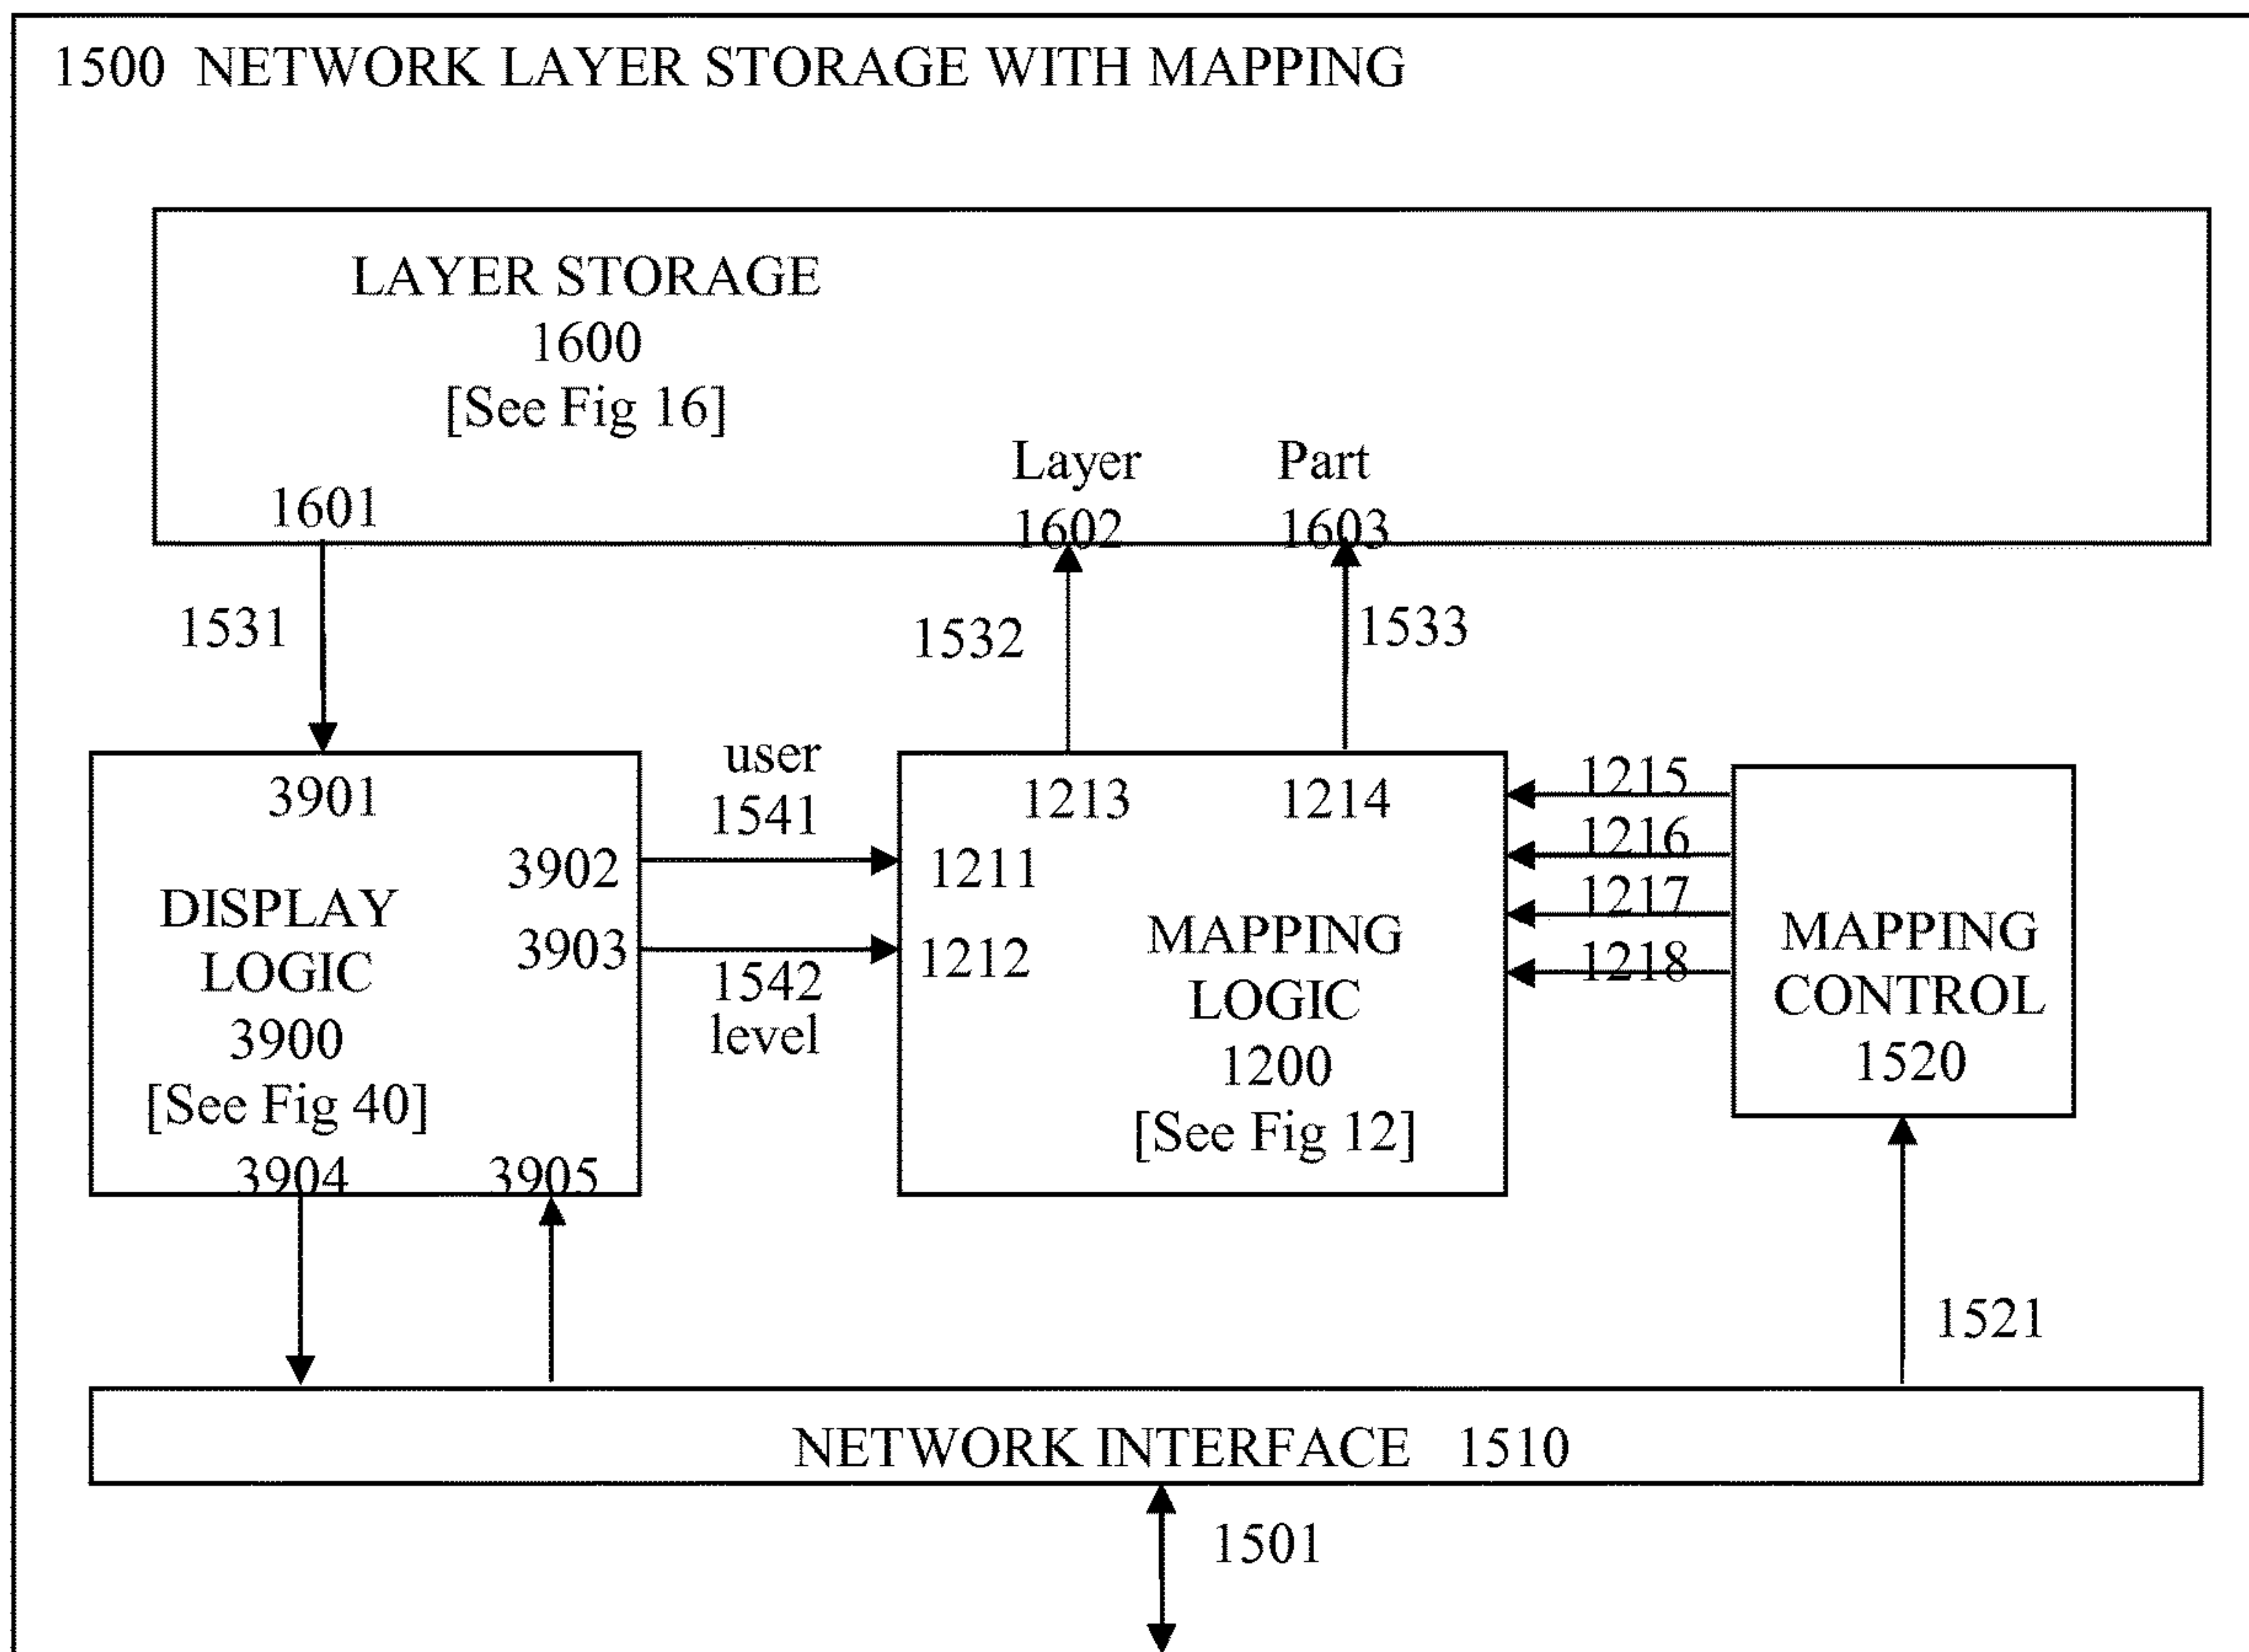 1500 NETWORK LAYER STORAGE WITH MAPPING
LAYER STORAGE
1600
[See Fig 16]
Layer
Part
1601
1602
1603
1531
1532
1533
3901
user
1541
1213
1214
1215
3902
1211
1216
DISPLAY
LOGIC
3900
[See Fig 40]
3903
1542
level
1212
MAPPING
LOGIC
1200
[See Fig 12]
1217
1218
MAPPING
CONTROL
1520
3904
3905
1521
NETWORK INTERFACE 1510
1501